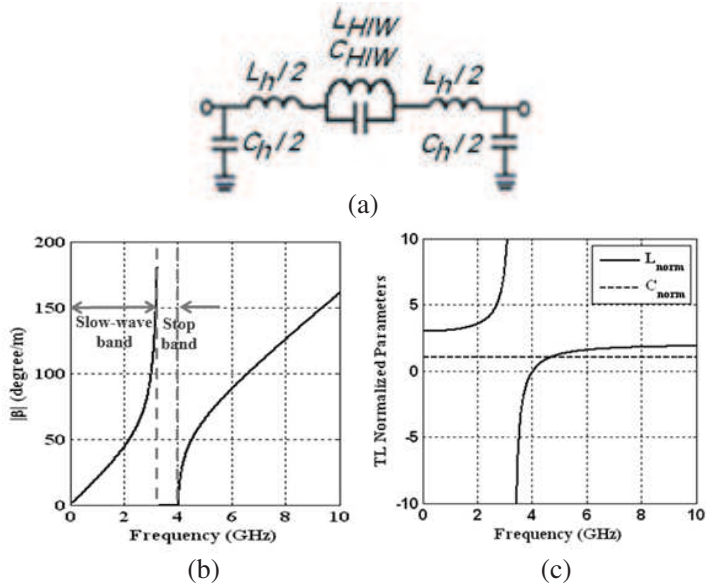 L_HIW
C_HIW
L_h/2
L_h/2
C_h/2
C_h/2
(a)
200
150
100
50
0
|β| (degree/m)
Slow-wave
band
Stop
band
0 2 4 6 8 10
Frequency (GHz)
(b)
10
5
0
-5
-10
TL Normalized Parameters
L_norm
C_norm
0 2 4 6 8 10
Frequency (GHz)
(c)